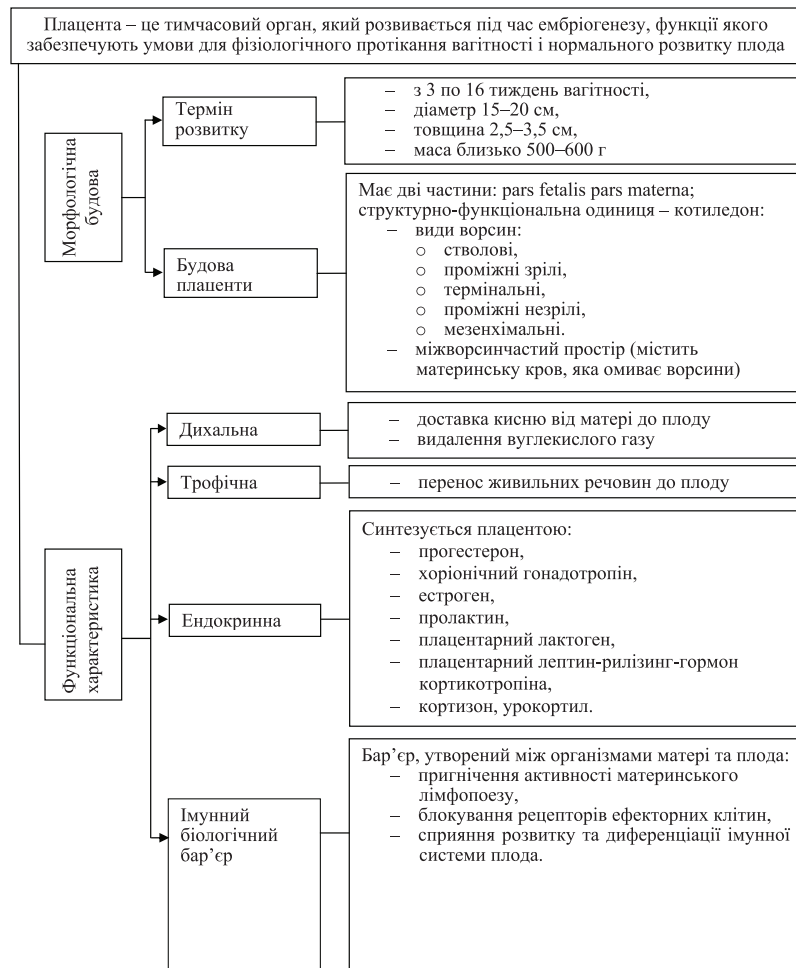 Плацента – це тимчасовий орган, який розвивається під час ембріогенезу, функції якого
забезпечують умови для фізіологічного протікання вагітності і нормального розвитку плода
Морфологічна
будова
Термін
розвитку
– з 3 по 16 тиждень вагітності,
– діаметр 15–20 см,
– товщина 2,5–3,5 см,
– маса близько 500–600 г
Будова
плаценти
Має дві частини: pars fetalis pars materna;
структурно-функціональна одиниця – котиледон:
– види ворсин:
o стволові,
o проміжні зрілі,
o термінальні,
o проміжні незрілі,
o мезенхімальні.
– міжворсинчастий простір (містить
материнську кров, яка омиває ворсини)
Функціональна
характеристика
Дихальна
– доставка кисню від матері до плоду
– видалення вуглекислого газу
Трофічна
– перенос живильних речовин до плоду
Ендокринна
Синтезується плацентою:
– прогестерон,
– хоріонічний гонадотропін,
– естроген,
– пролактин,
– плацентарний лактоген,
– плацентарний лептин-рилізинг-гормон
кортикотропіна,
– кортизон, урокортил.
Імунний
біологічний
бар’єр
Бар’єр, утворений між організмами матері та плода:
– пригнічення активності материнського
лімфопоезу,
– блокування рецепторів ефекторних клітин,
– сприяння розвитку та диференціації імунної
системи плода.